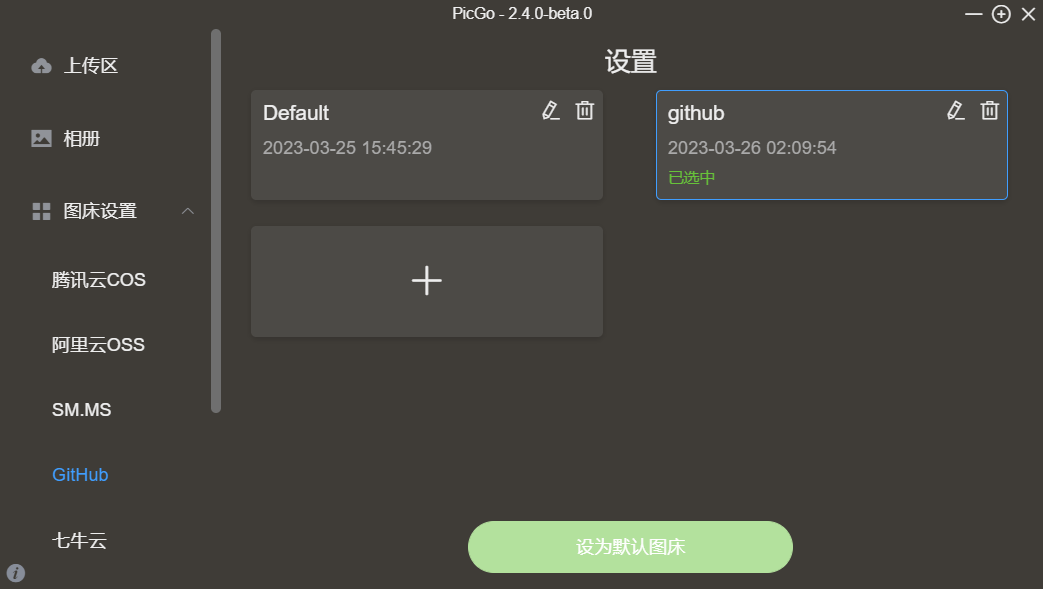 PicGo - 2.4.0-beta.0
上传区
相册
图床设置
腾讯云COS
阿里云OSS
SM.MS
GitHub
七牛云
设置
Default
2023-03-25 15:45:29
github
2023-03-26 02:09:54
已选中
设为默认图床